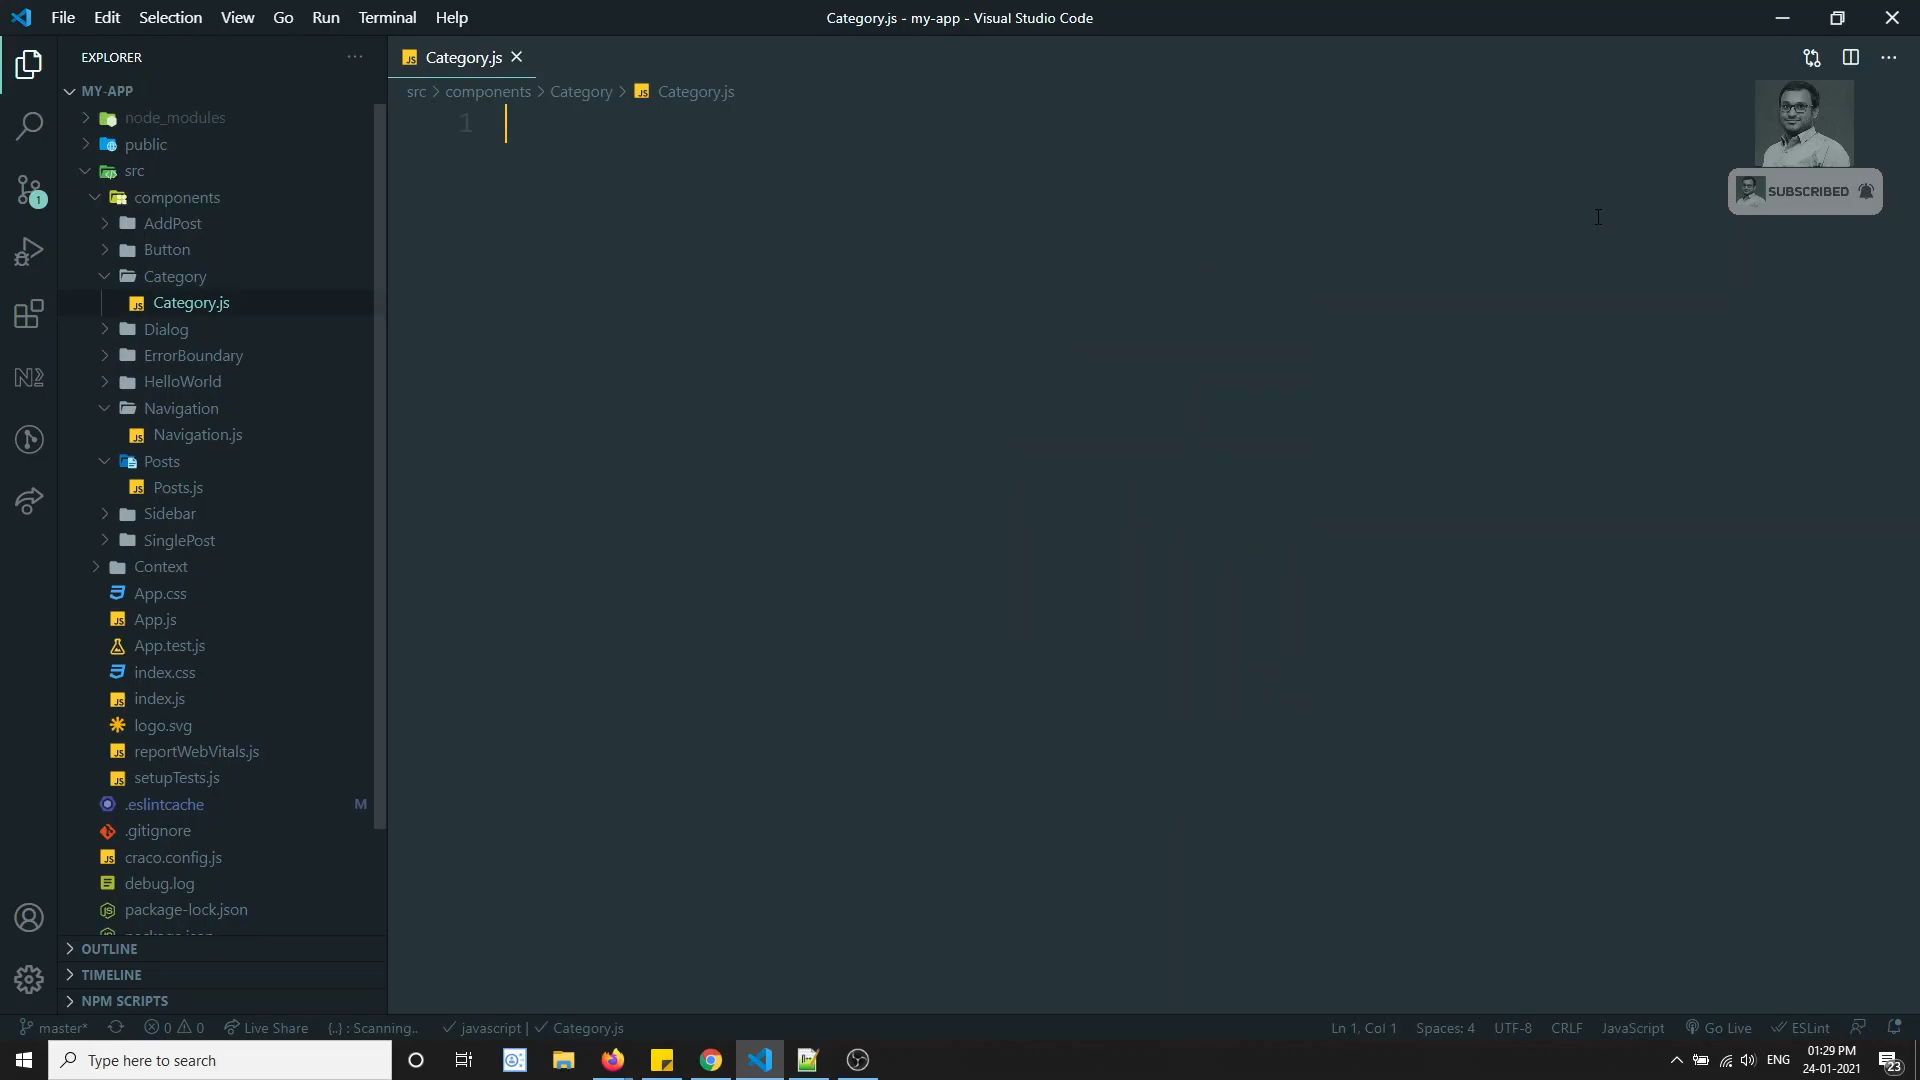 File Edit Selection View Go Run Terminal Help
Category.js - my-app - Visual Studio Code
EXPLORER
MY-APP
node_modules
public
src
components
AddPost
Button
Category
Category.js
Dialog
ErrorBoundary
HelloWorld
Navigation
Navigation.js
Posts
Posts.js
Sidebar
SinglePost
Context
App.css
App.js
App.test.js
index.css
index.js
logo.svg
reportWebVitals.js
setupTests.js
.eslintcache M
.gitignore
craco.config.js
debug.log
package-lock.json
package.json
OUTLINE
TIMELINE
NPM SCRIPTS
Category.js
src > components > Category > Category.js
1
SUBSCRIBED
1
master* 0 0 Live Share {..} : Scanning.. javascript | Category.js
Ln 1, Col 1 Spaces: 4 UTF-8 CRLF JavaScript Go Live ESLint
Type here to search
ENG
01:29 PM
24-01-2021
23